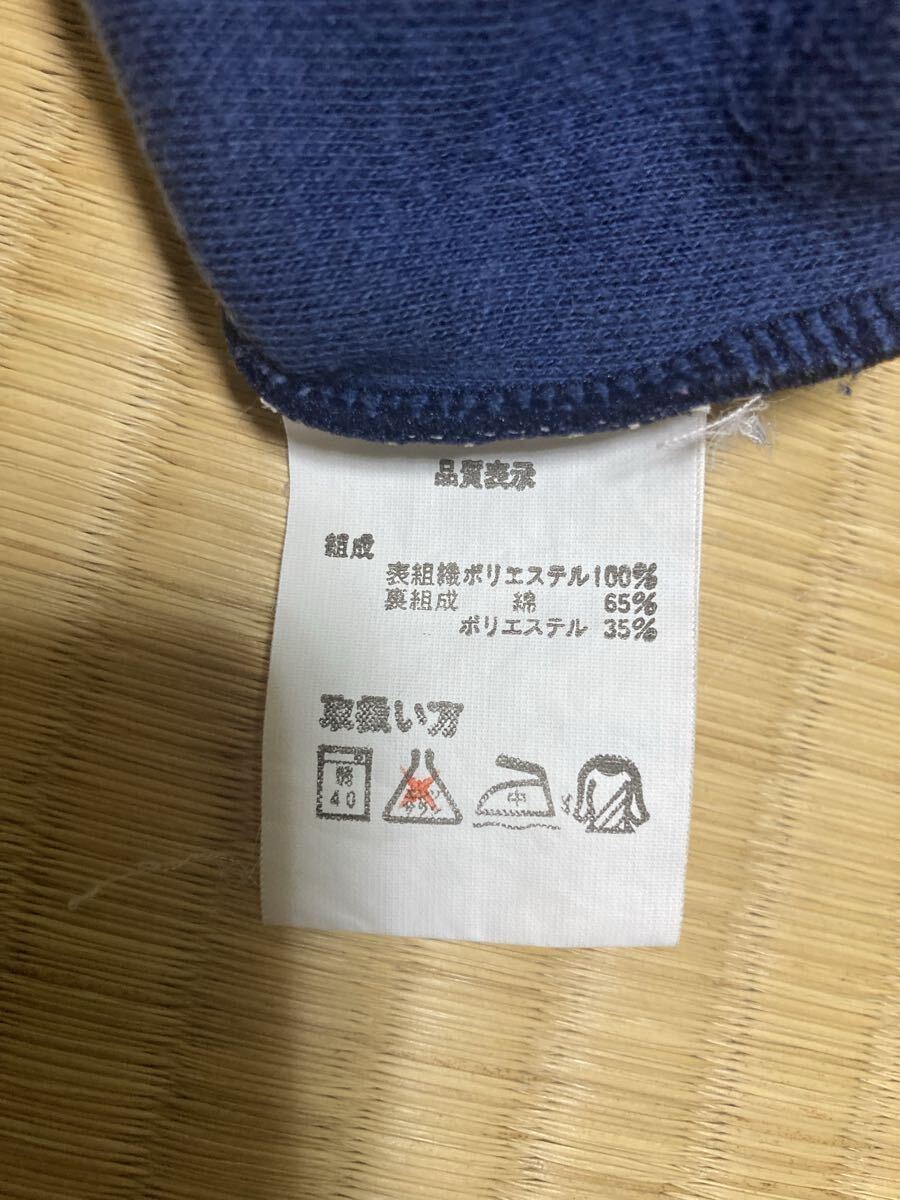 品質表示
組成
表組織ポリエステル100%
裏組成 綿 65%
ポリエステル 35%
取扱い方
40
中